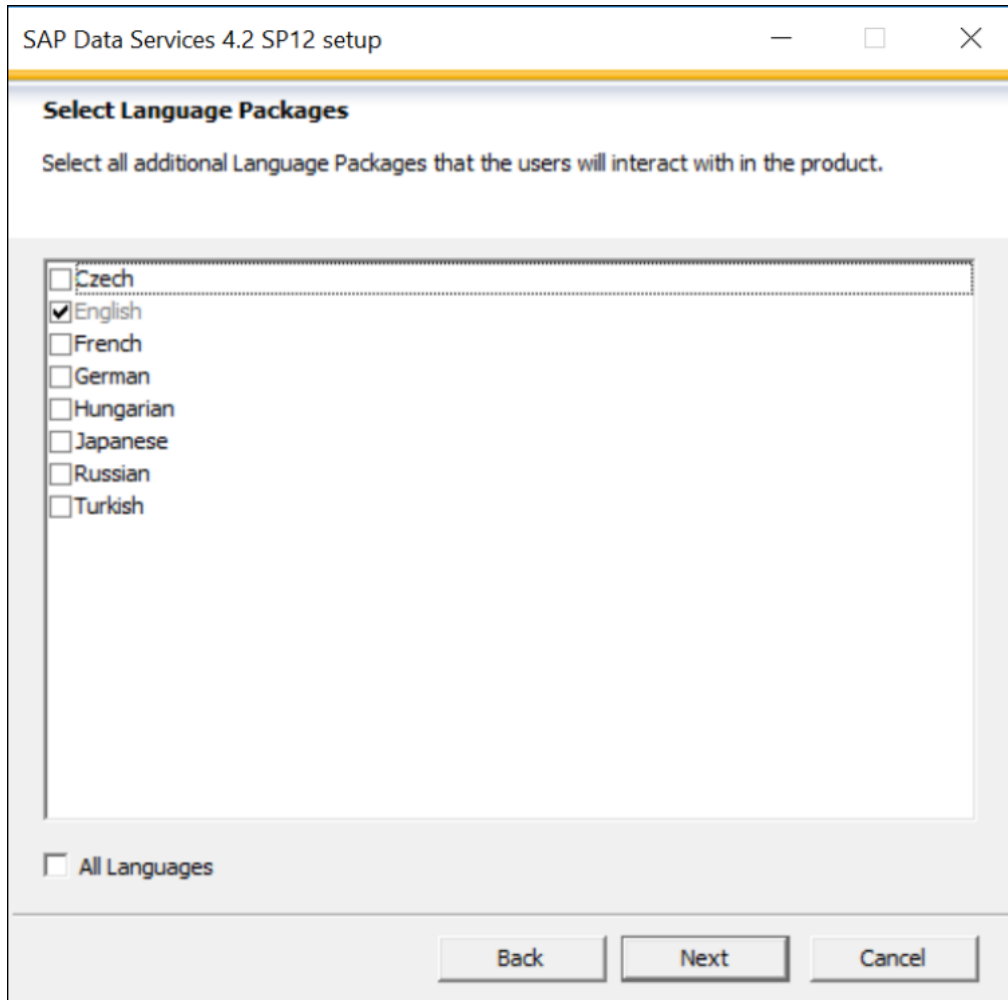 SAP Data Services 4.2 SP12 setup
Select Language Packages
Select all additional Language Packages that the users will interact with in the product.
Czech
English
French
German
Hungarian
Japanese
Russian
Turkish
All Languages
Back Next Cancel